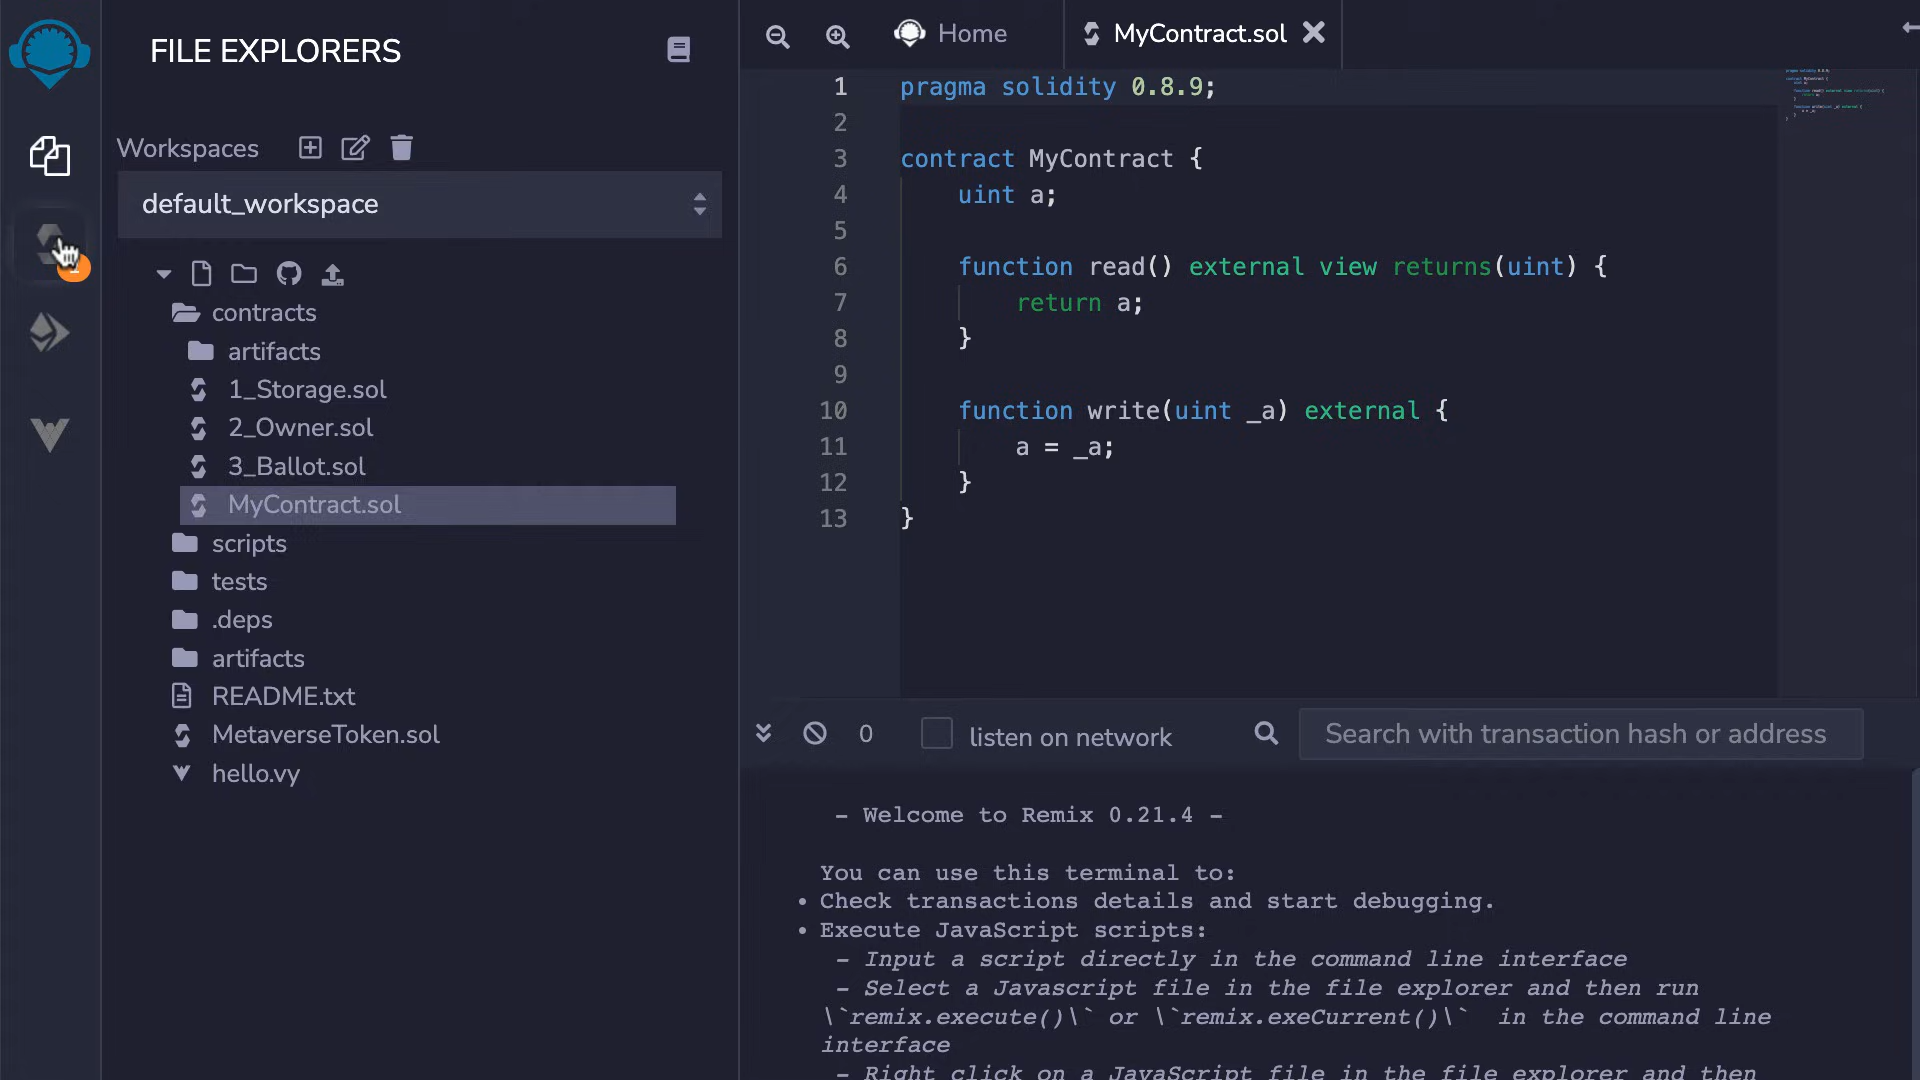 FILE EXPLORERS
Workspaces
default_workspace
contracts
artifacts
1_Storage.sol
2_Owner.sol
3_Ballot.sol
MyContract.sol
scripts
tests
.deps
artifacts
README.txt
MetaverseToken.sol
hello.vy
Home
MyContract.sol
1 pragma solidity 0.8.9;
2
3 contract MyContract {
4 uint a;
5
6 function read() external view returns(uint) {
7 return a;
8 }
9
10 function write(uint _a) external {
11 a = _a;
12 }
13 }
0 listen on network Search with transaction hash or address
- Welcome to Remix 0.21.4 -
You can use this terminal to:
• Check transactions details and start debugging.
• Execute JavaScript scripts:
- Input a script directly in the command line interface
- Select a Javascript file in the file explorer and then run
\`remix.execute()\` or \`remix.exeCurrent()\` in the command line
interface
- Right click on a JavaScript file in the file explorer and then